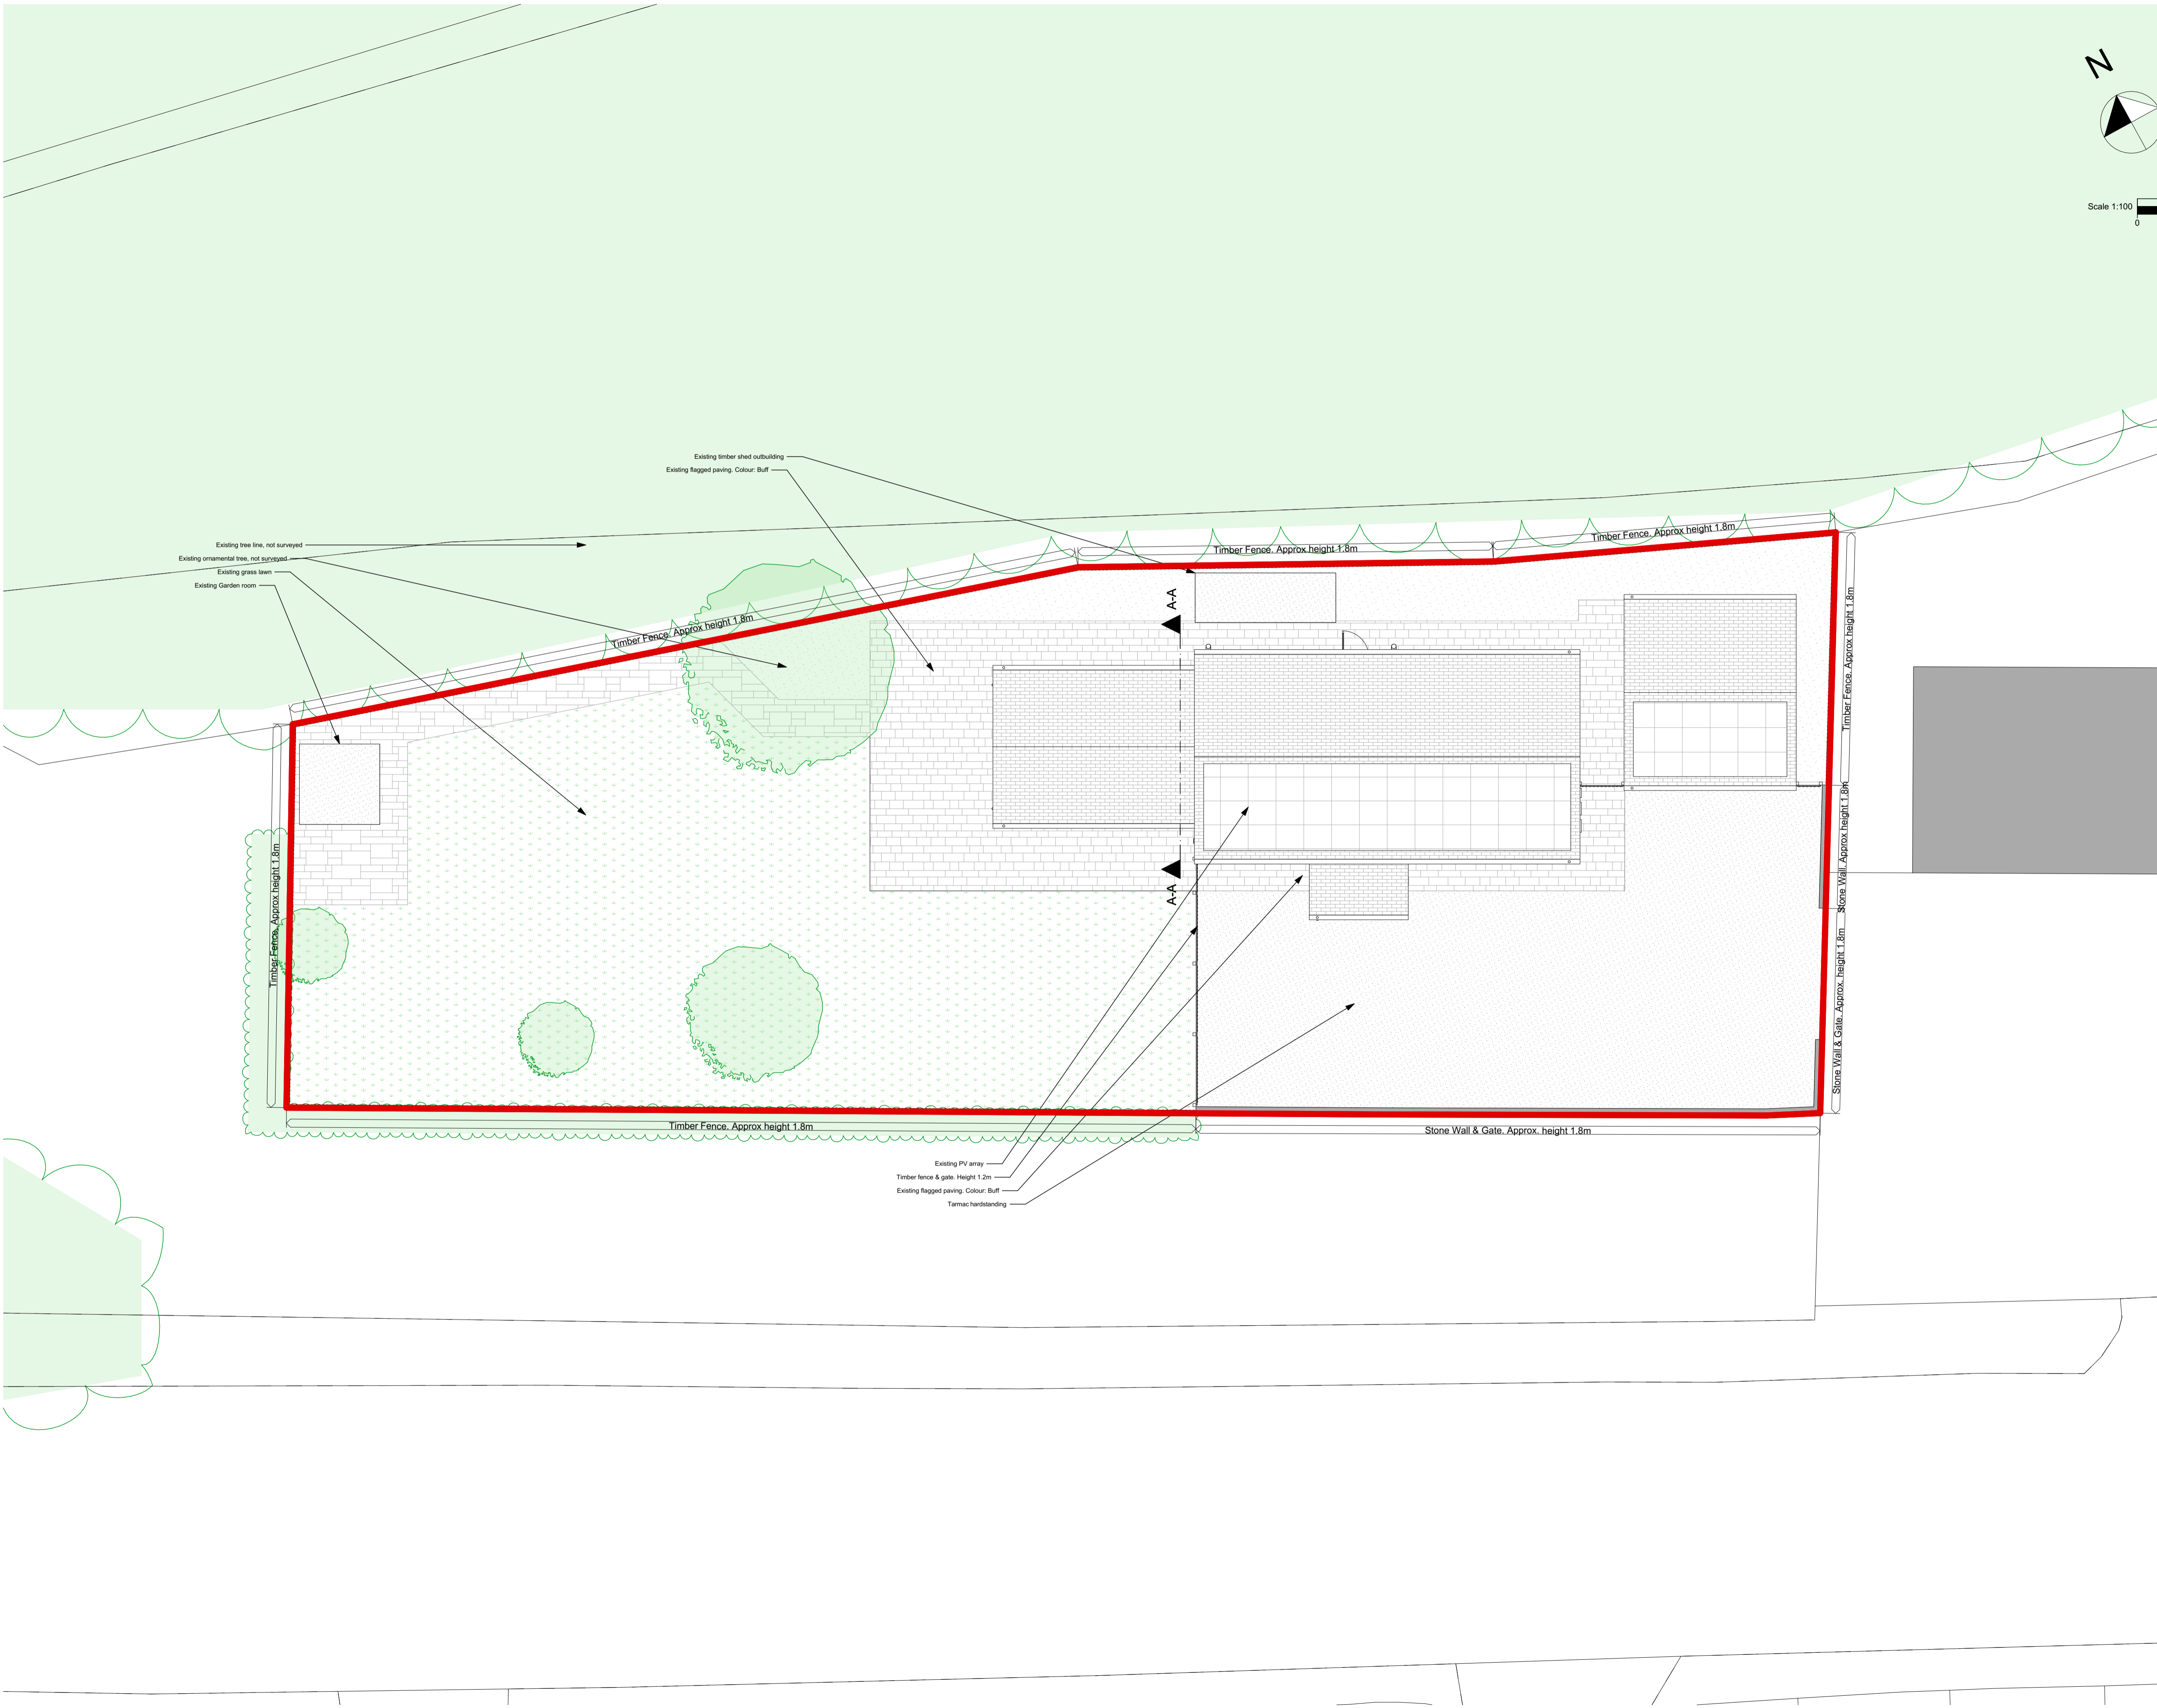 N
Scale 1:100
0
Existing timber shed outbuilding
Existing flagged paving. Colour: Buff
Existing tree line, not surveyed
Existing ornamental tree, not surveyed
Existing grass lawn
Existing Garden room
Timber Fence. Approx height 1.8m
Timber Fence. Approx height 1.8m
Timber Fence. Approx height 1.8m
A-A
A-A
Timber Fence. Approx height 1.8m
Stone Wall. Approx height 1.8m
Stone Wall & Gate. Approx. height 1.8m
Timber Fence. Approx height 1.8m
Timber Fence. Approx height 1.8m
Stone Wall & Gate. Approx. height 1.8m
Existing PV array
Timber fence & gate. Height 1.2m
Existing flagged paving. Colour: Buff
Tarmac hardstanding